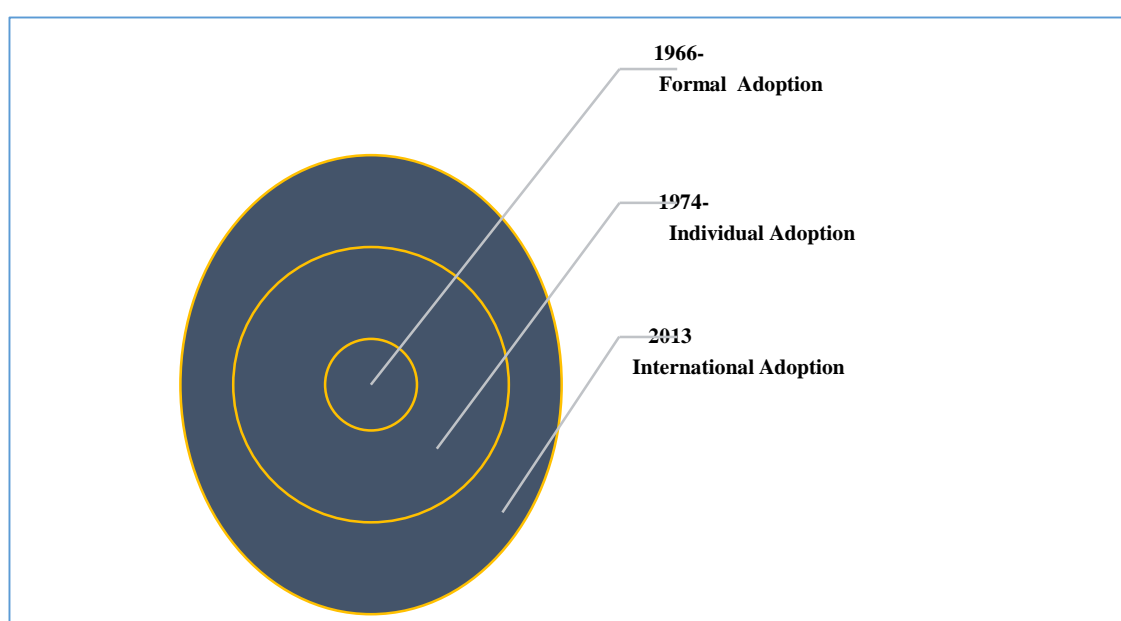 1966-
Formal Adoption
1974-
Individual Adoption
2013
International Adoption